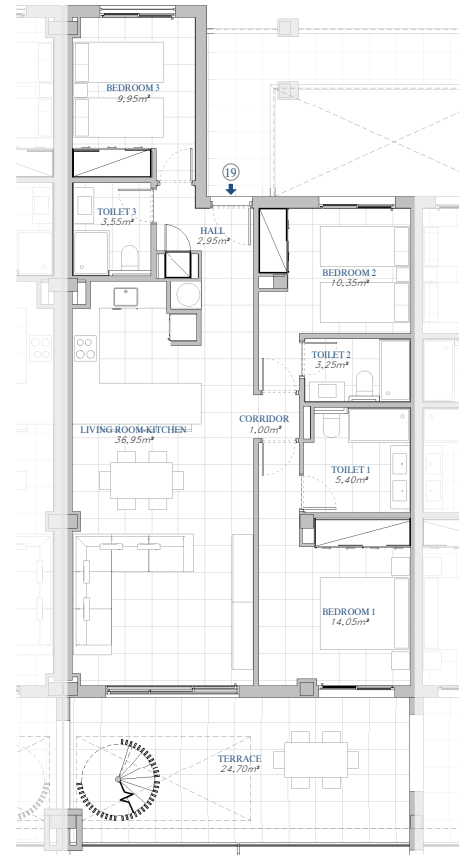 BEDROOM 3
9.95m²
19
TOILET 3
3.55m²
HALL
2.95m²
BEDROOM 2
10.35m²
TOILET 2
3.25m²
CORRIDOR
1.00m²
LIVING ROOM-KITCHEN
36.95m²
TOILET 1
5.40m²
BEDROOM 1
14.05m²
TERRACE
24.70m²